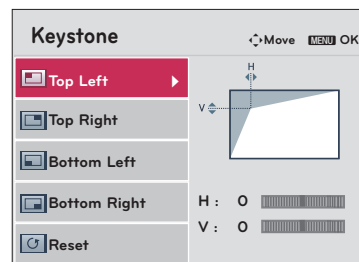 Keystone
Move MENU OK
Top Left
Top Right
Bottom Left
Bottom Right
Reset
H
V
H : 0
V : 0